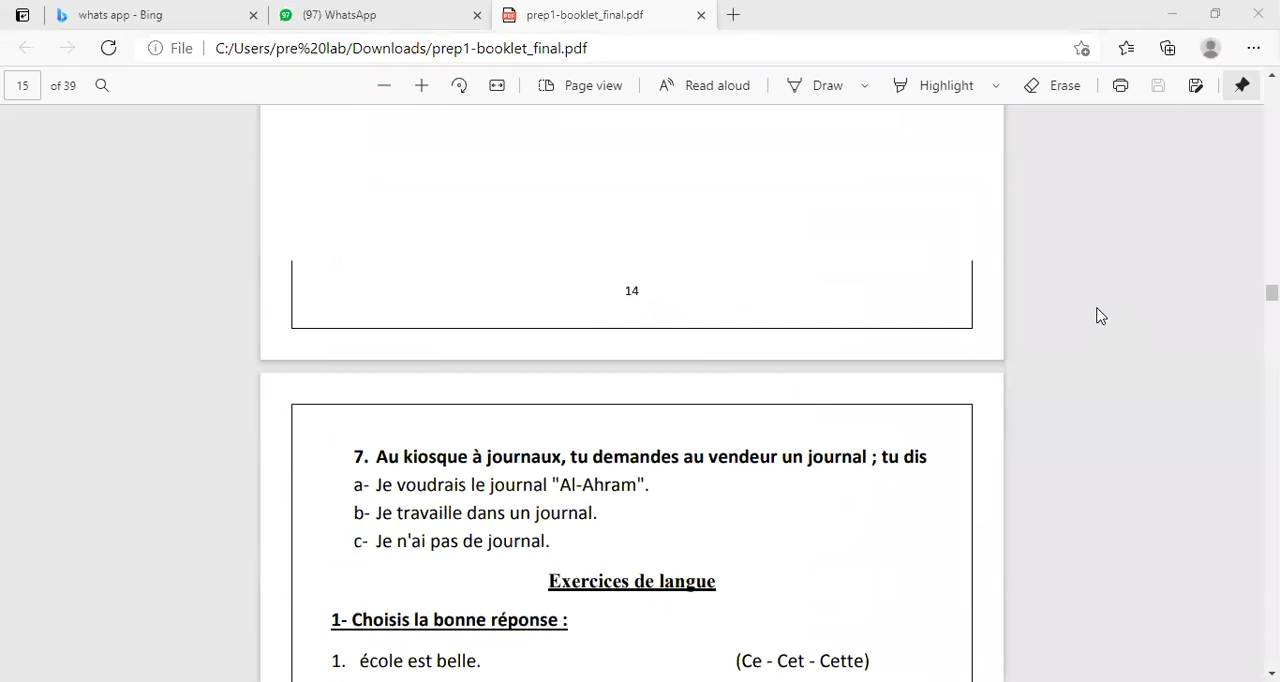 whats app - Bing
(97) WhatsApp
prep1-booklet_final.pdf
File
C:/Users/pre%20lab/Downloads/prep1-booklet_final.pdf
15 of 39
Page view
Read aloud
Draw
Highlight
Erase
14
7. Au kiosque à journaux, tu demandes au vendeur un journal ; tu dis
a- Je voudrais le journal "Al-Ahram".
b- Je travaille dans un journal.
c- Je n'ai pas de journal.
Exercices de langue
1- Choisis la bonne réponse :
1. école est belle. (Ce - Cet - Cette)